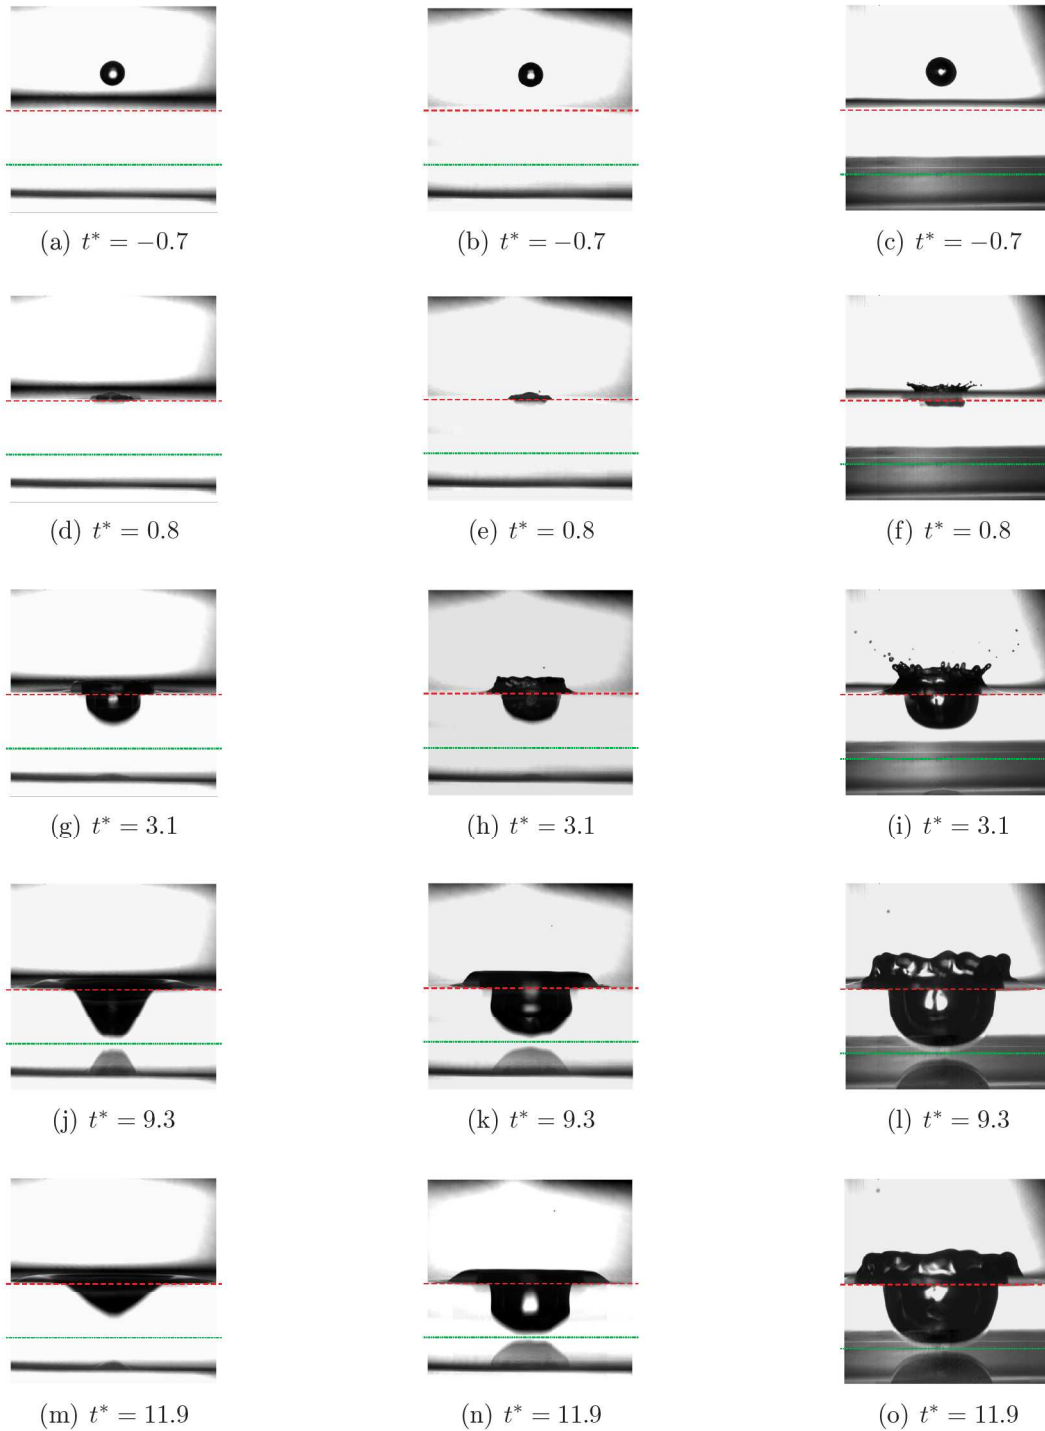 (a) t* = −0.7 (b) t* = −0.7 (c) t* = −0.7
(d) t* = 0.8 (e) t* = 0.8 (f) t* = 0.8
(g) t* = 3.1 (h) t* = 3.1 (i) t* = 3.1
(j) t* = 9.3 (k) t* = 9.3 (l) t* = 9.3
(m) t* = 11.9 (n) t* = 11.9 (o) t* = 11.9